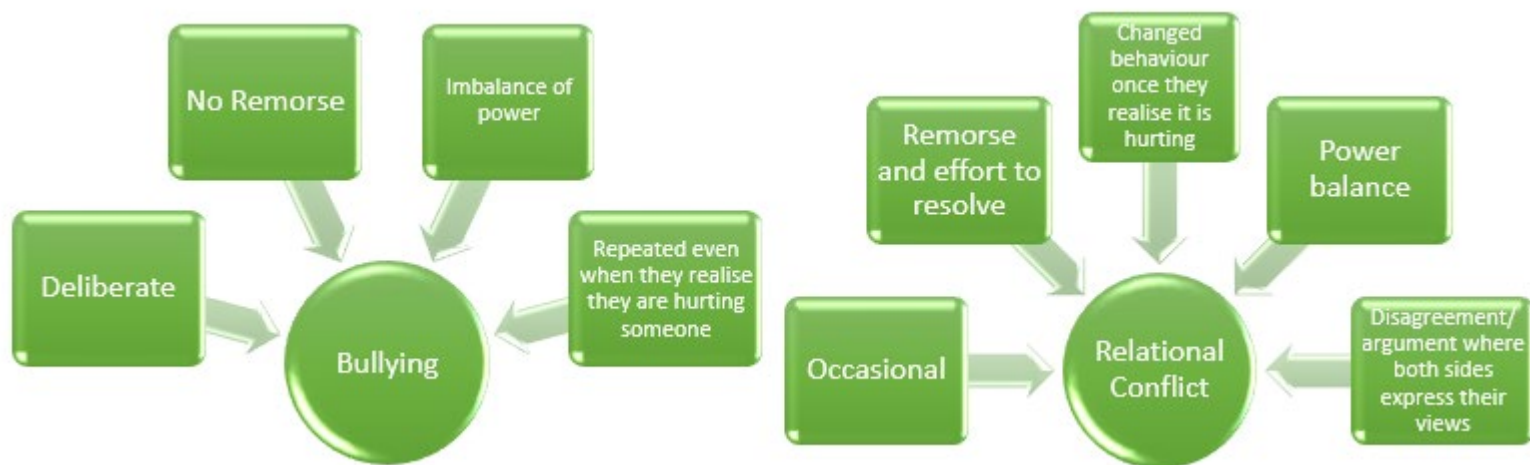 Deliberate
No Remorse
Imbalance of
power
Repeated even
when they realise
they are hurting
someone
Bullying
Occasional
Remorse
and effort to
resolve
Changed
behaviour
once they
realise it is
hurting
Power
balance
Disagreement/
argument where
both sides
express their
views
Relational
Conflict